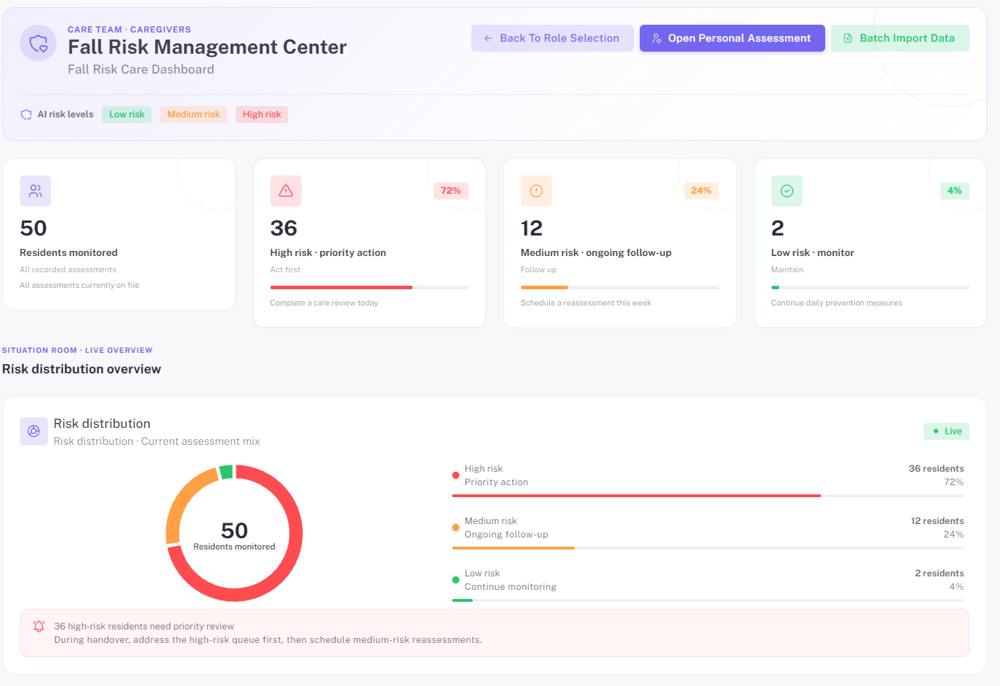 CARE TEAM · CAREGIVERS
Fall Risk Management Center
Fall Risk Care Dashboard
Back To Role Selection
Open Personal Assessment
Batch Import Data
AI risk levels
Low risk
Medium risk
High risk
50
Residents monitored
All recorded assessments
All assessments currently on file
72%
36
High risk · priority action
Act first
Complete a care review today
24%
12
Medium risk · ongoing follow-up
Follow up
Schedule a reassessment this week
4%
2
Low risk · monitor
Maintain
Continue daily prevention measures
SITUATION ROOM · LIVE OVERVIEW
Risk distribution overview
Risk distribution
Risk distribution · Current assessment mix
Live
50
Residents monitored
High risk
36 residents
Priority action
72%
Medium risk
12 residents
Ongoing follow-up
24%
Low risk
2 residents
Continue monitoring
4%
36 high-risk residents need priority review
During handover, address the high-risk queue first, then schedule medium-risk reassessments.